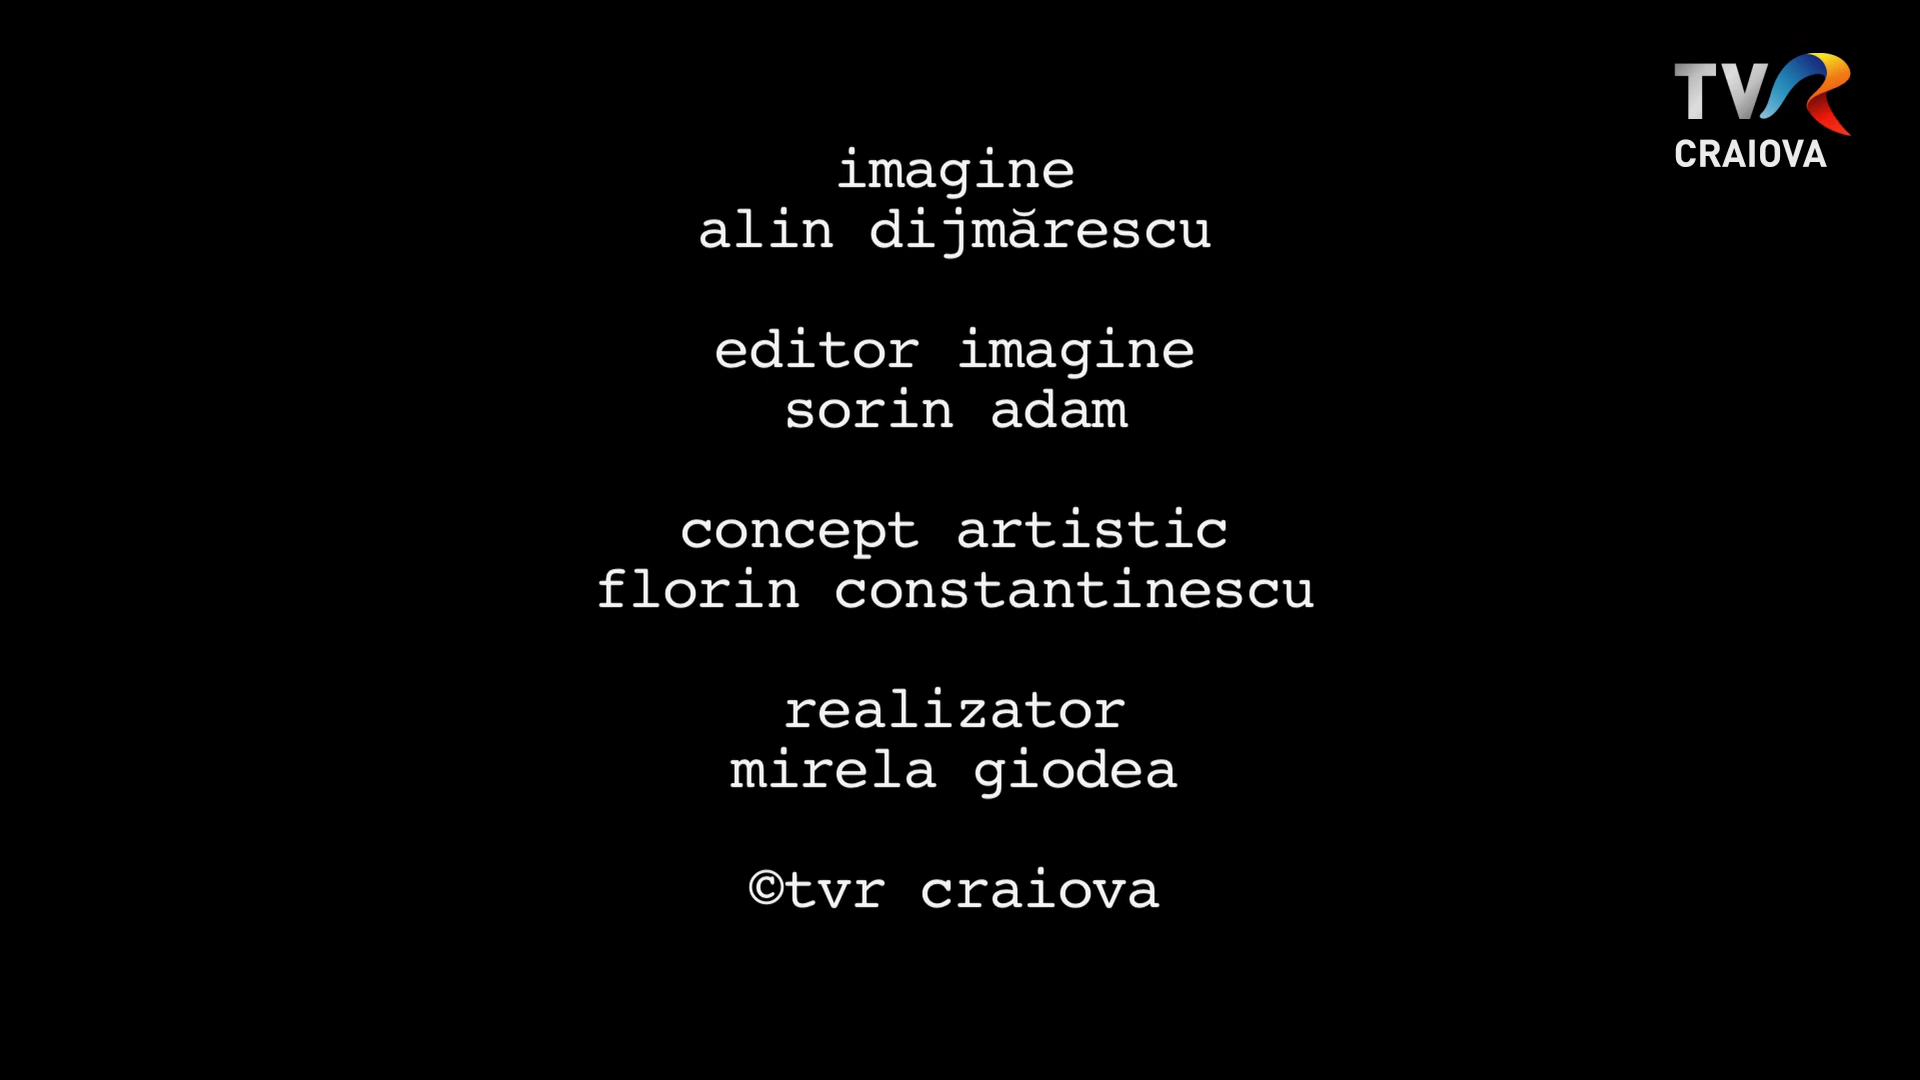 TVR
CRAIOVA
imagine
alin dijmărescu
editor imagine
sorin adam
concept artistic
florin constantinescu
realizator
mirela giodea
©tvr craiova